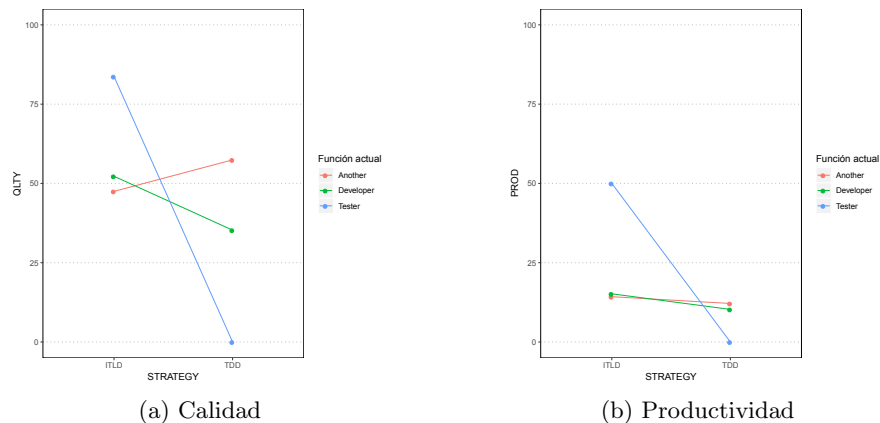 100
75
50
25
0
QLTY
ITLD
TDD
STRATEGY
Función actual
Another
Developer
Tester
(a) Calidad
100
75
50
25
0
PROD
ITLD
TDD
STRATEGY
Función actual
Another
Developer
Tester
(b) Productividad